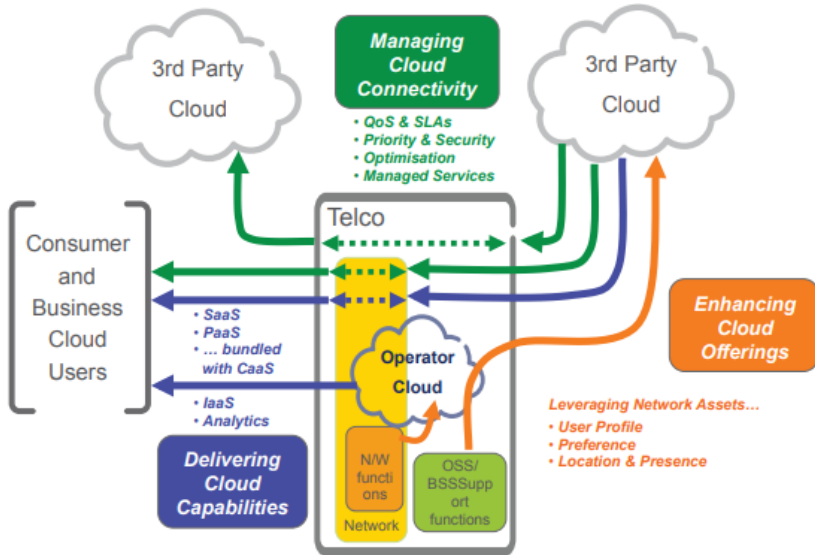 3rd Party
Cloud
Managing
Cloud
Connectivity
• QoS & SLAs
• Priority & Security
• Optimisation
• Managed Services
3rd Party
Cloud
Telco
Consumer
and
Business
Cloud
Users
• SaaS
• PaaS
• ... bundled
with CaaS
• IaaS
• Analytics
Operator
Cloud
Enhancing
Cloud
Offerings
Leveraging Network Assets...
• User Profile
• Preference
• Location & Presence
Delivering
Cloud
Capabilities
N/W
functi
ons
Network
OSS/
BSSSupp
ort
functions